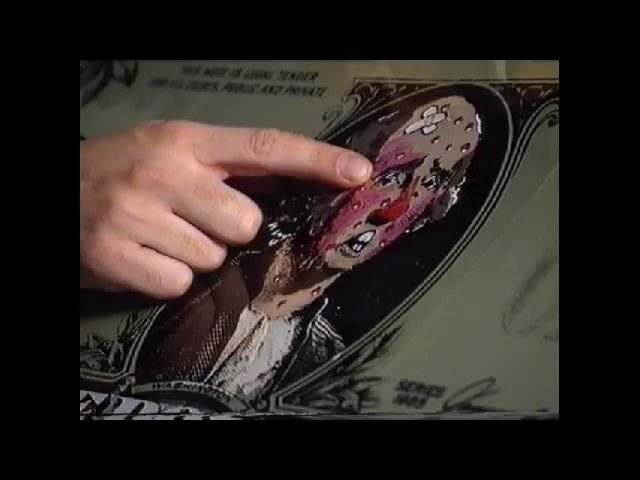 THIS NOTE IS LEGAL TENDER
FOR ALL DEBTS, PUBLIC AND PRIVATE
SERIES